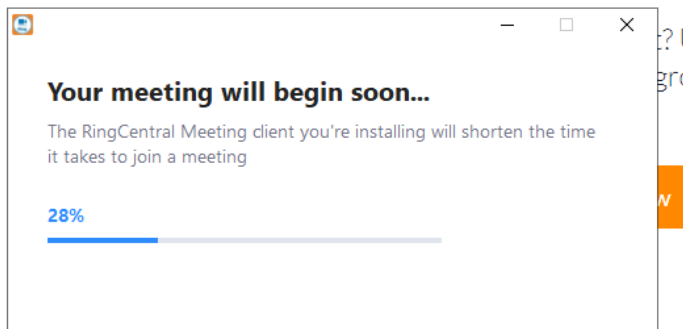 Your meeting will begin soon...
The RingCentral Meeting client you're installing will shorten the time
it takes to join a meeting
28%